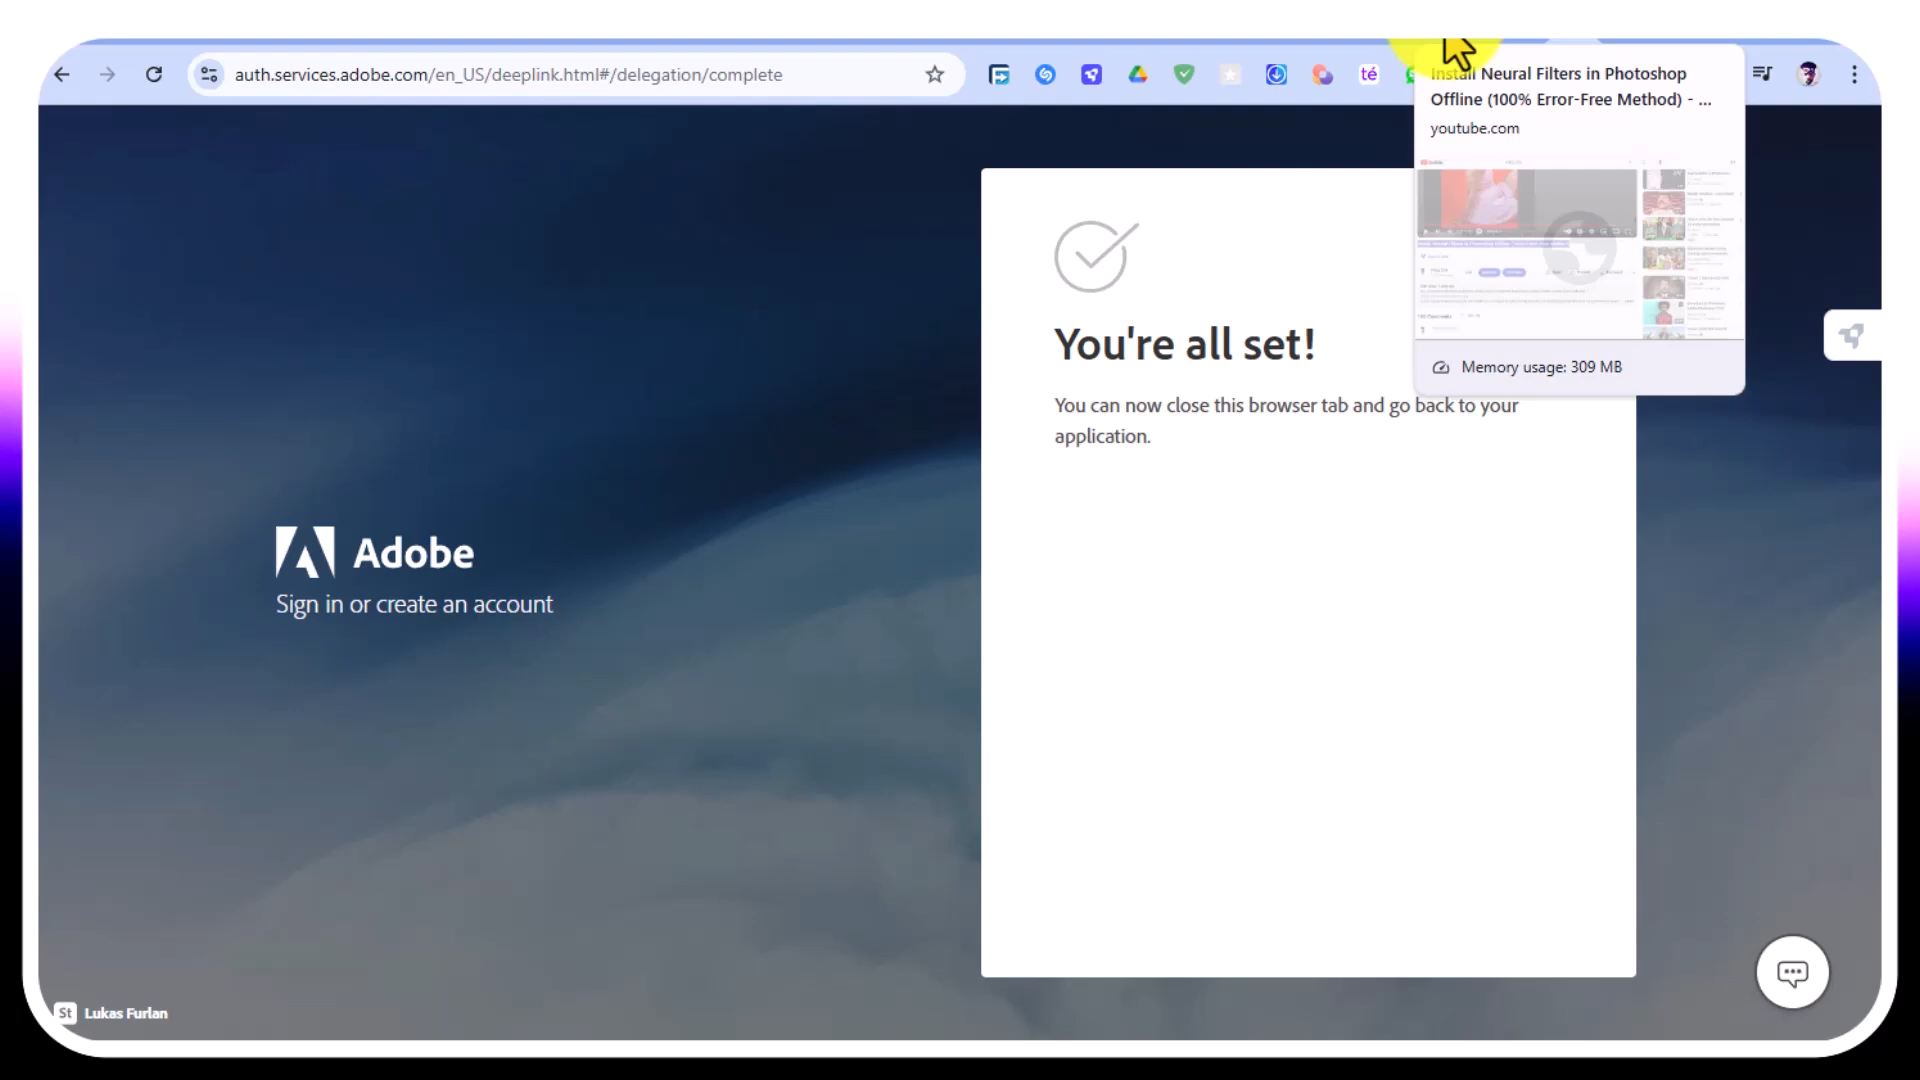 auth.services.adobe.com/en_US/deeplink.html#/delegation/complete
té
Install Neural Filters in Photoshop
Offline (100% Error-Free Method) - ...
youtube.com
Memory usage: 309 MB
You're all set!
You can now close this browser tab and go back to your
application.
Adobe
Sign in or create an account
St Lukas Furlan